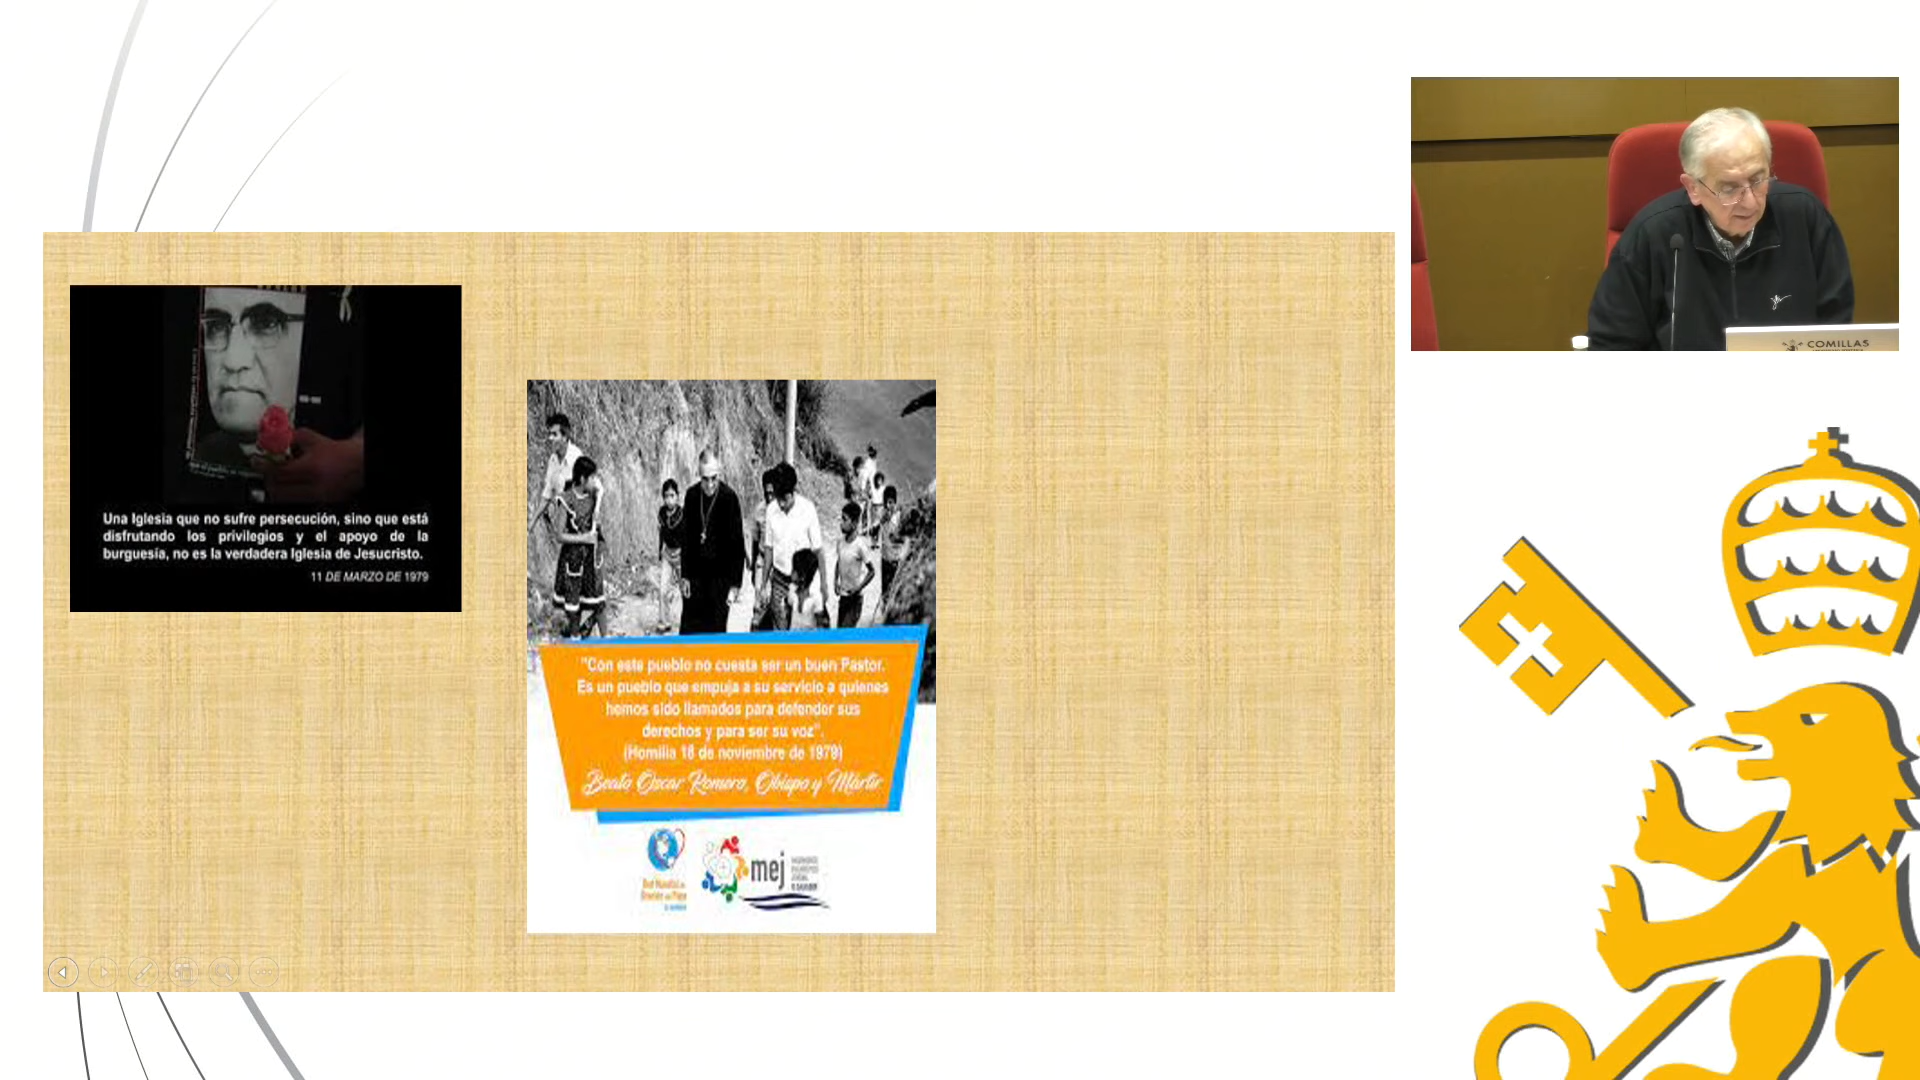 Una Iglesia que no sufre persecución, sino que está
disfrutando los privilegios y el apoyo de la
burguesía, no es la verdadera Iglesia de Jesucristo.
11 DE MARZO DE 1979
"Con este pueblo no cuesta ser un buen Pastor.
Es un pueblo que empuja a su servicio a quienes
hemos sido llamados para defender sus
derechos y para ser su voz".
(Homilía 18 de noviembre de 1979)
Beato Oscar Romero, Obispo y Mártir
mej
COMILLAS